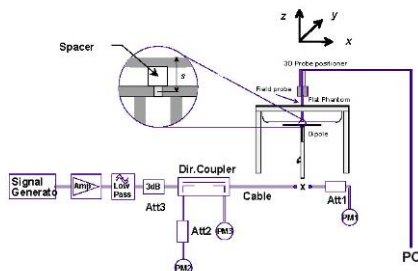 z
y
x
Spacer
s
3D Probe positioner
Field probe
Flat Phantom
Dipole
Signal
Generato
Amp
Low
Pass
3dB
Att3
Dir.Coupler
Cable
x
Att1
PM1
Att2
PM3
PM2
PC